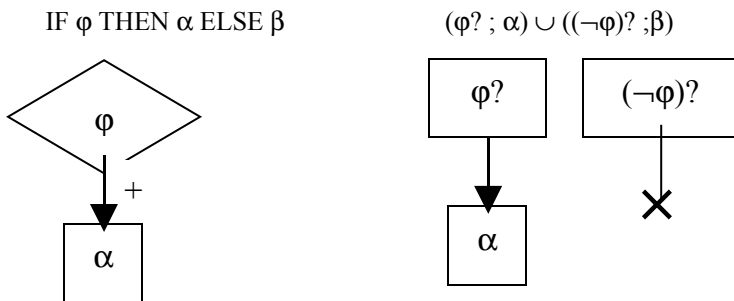 IF φ THEN α ELSE β
(φ? ; α) ∪ ((¬φ)? ;β)
φ
+
α
φ?
(¬φ)?
α